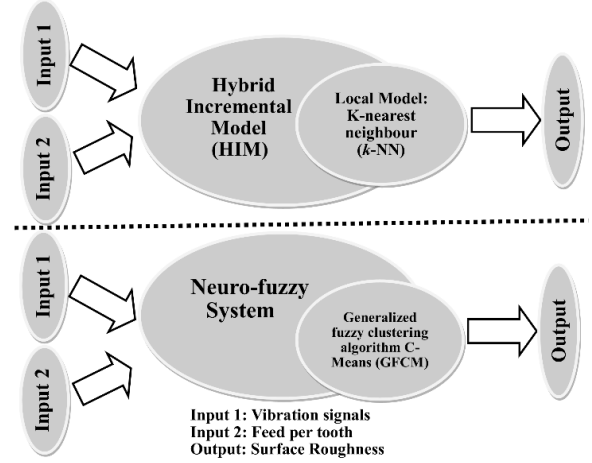 Input 1
Input 2
Hybrid
Incremental
Model
(HIM)
Local Model:
K-nearest
neighbour
(k-NN)
Output
Input 1
Input 2
Neuro-fuzzy
System
Generalized
fuzzy clustering
algorithm C-
Means (GFCM)
Output
Input 1: Vibration signals
Input 2: Feed per tooth
Output: Surface Roughness